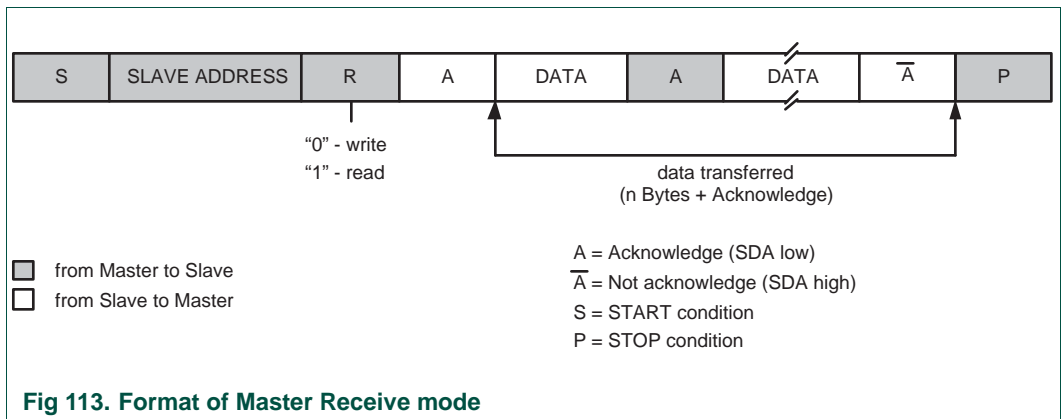 S SLAVE ADDRESS R A DATA A DATA A̅ P
“0” - write
“1” - read
data transferred
(n Bytes + Acknowledge)
from Master to Slave
from Slave to Master
A = Acknowledge (SDA low)
A̅ = Not acknowledge (SDA high)
S = START condition
P = STOP condition
Fig 113. Format of Master Receive mode